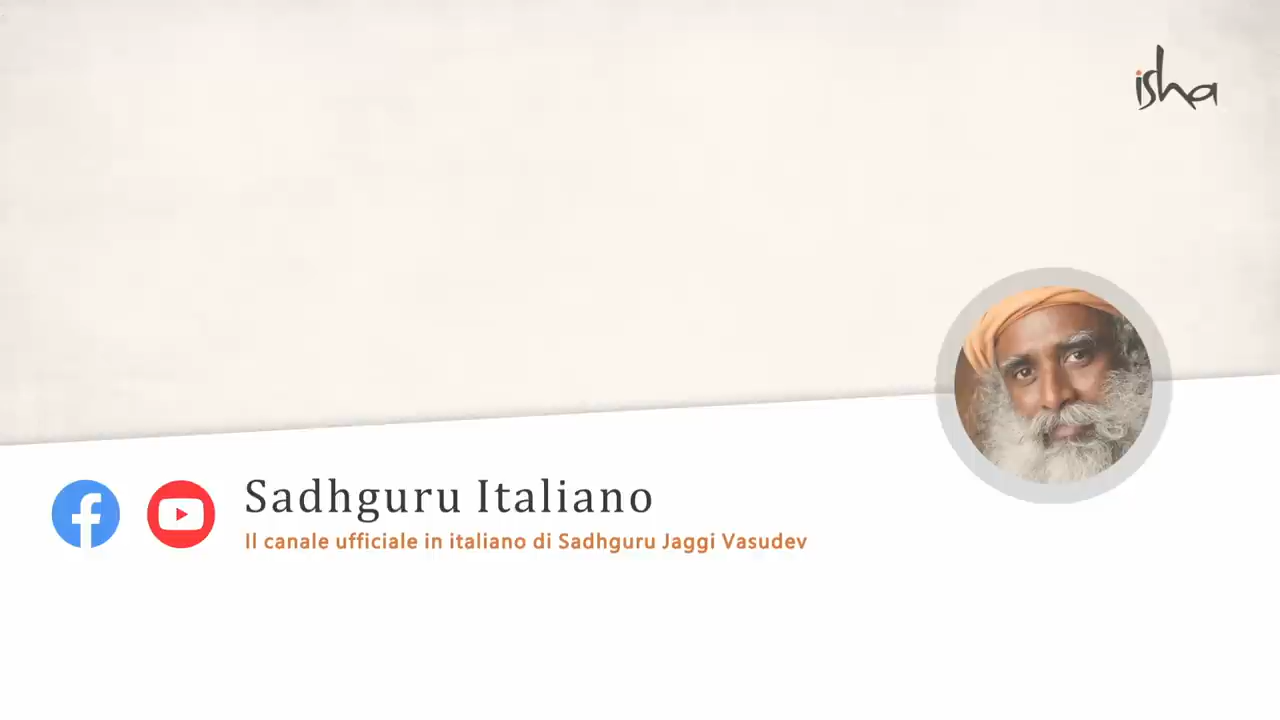 isha
Sadhguru Italiano
Il canale ufficiale in italiano di Sadhguru Jaggi Vasudev